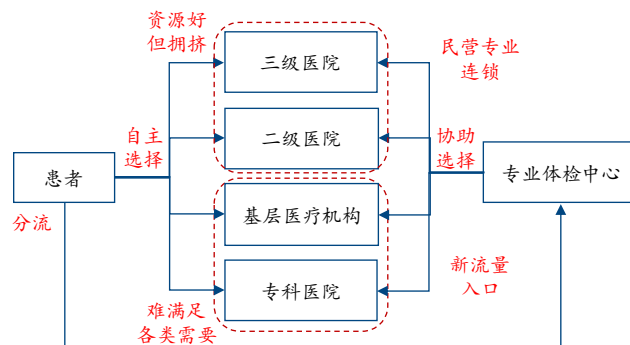 资源好
但拥挤
三级医院
民营专业
连锁
自主
选择
二级医院
协助
选择
患者
专业体检中心
分流
基层医疗机构
专科医院
新流量
入口
难满足
各类需要